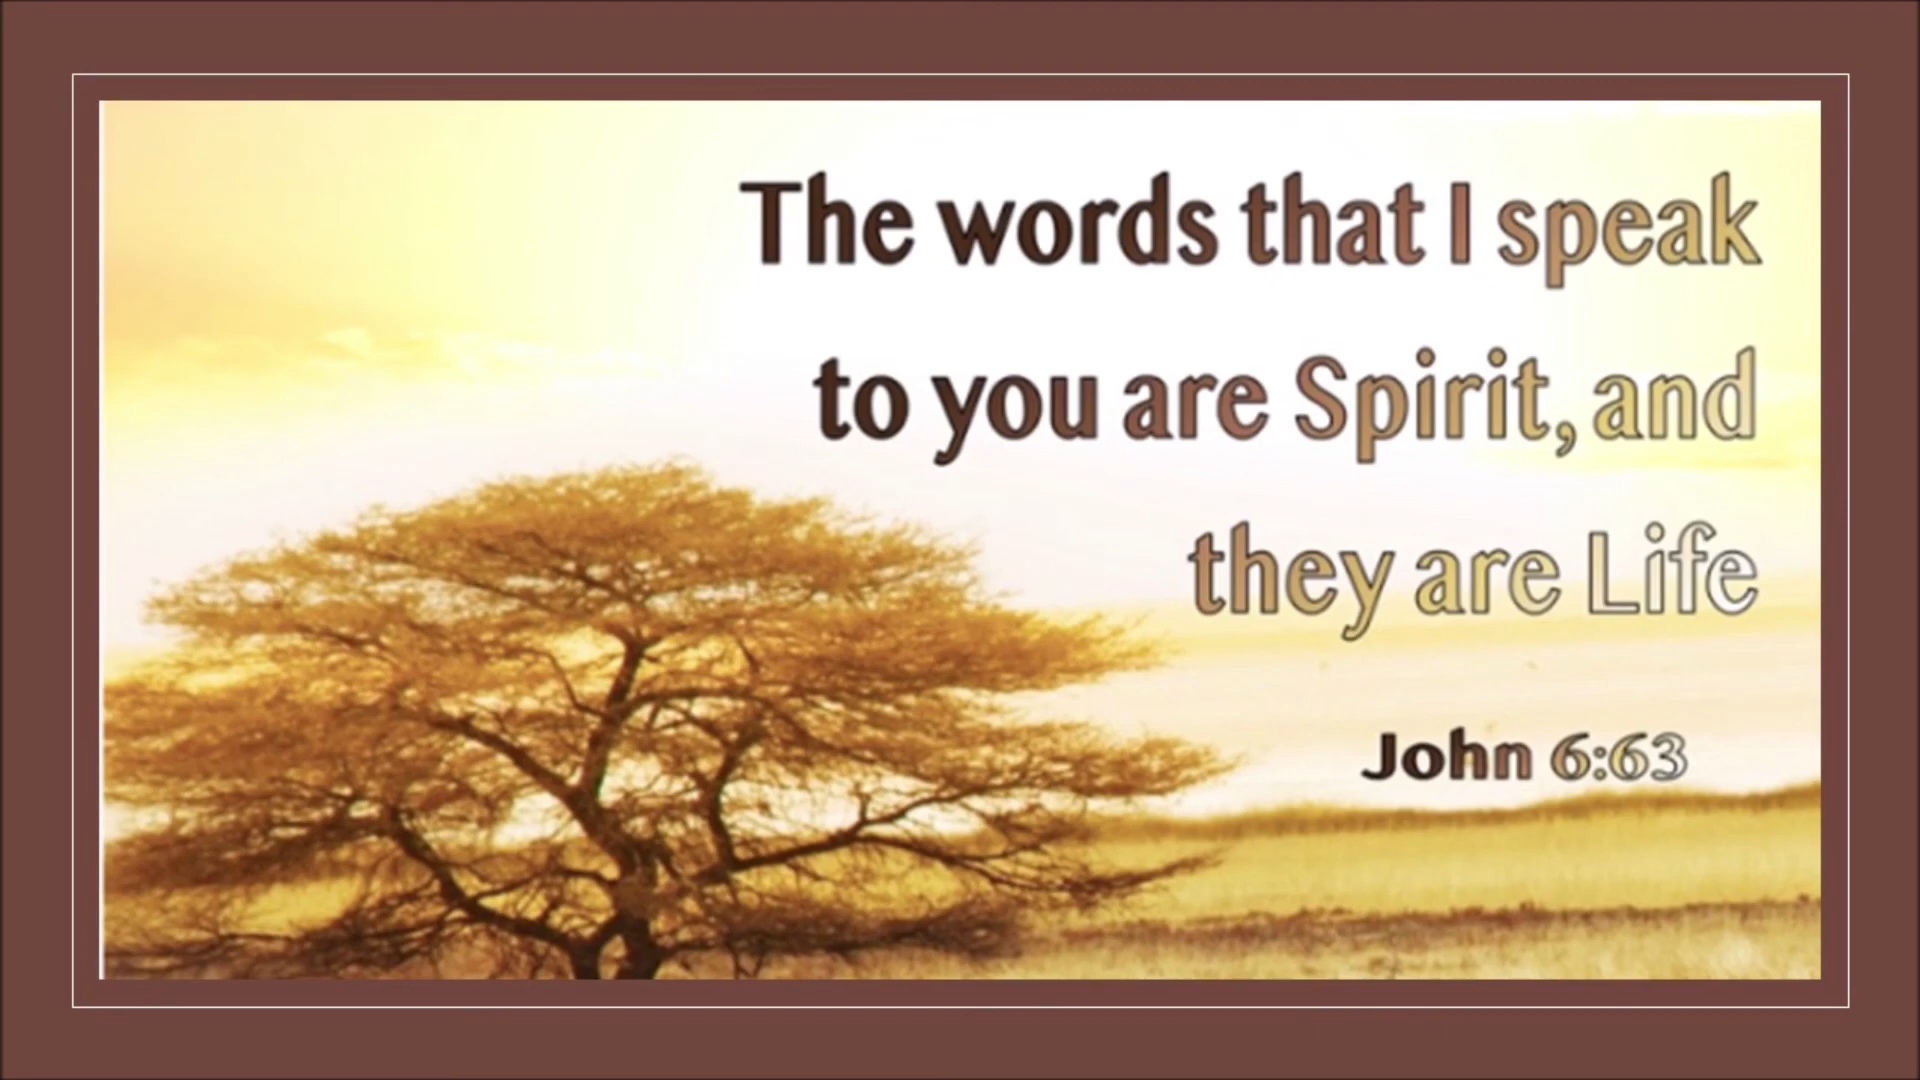 The words that I speak
to you are Spirit, and
they are Life
John 6:63